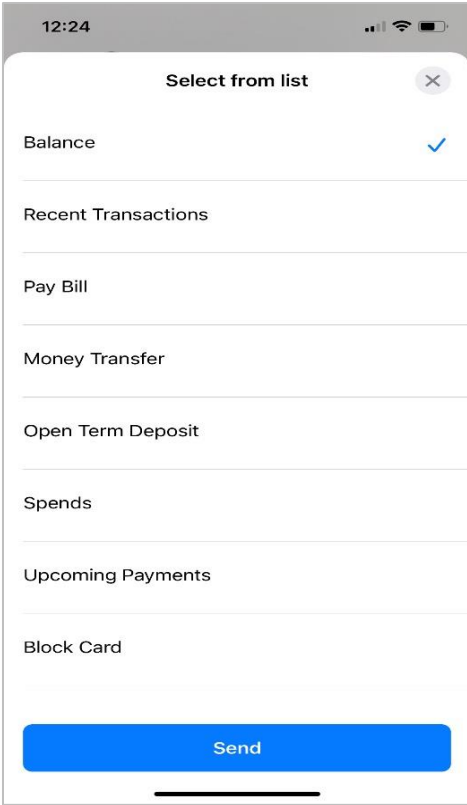 12:24
Select from list
Balance
Recent Transactions
Pay Bill
Money Transfer
Open Term Deposit
Spends
Upcoming Payments
Block Card
Send